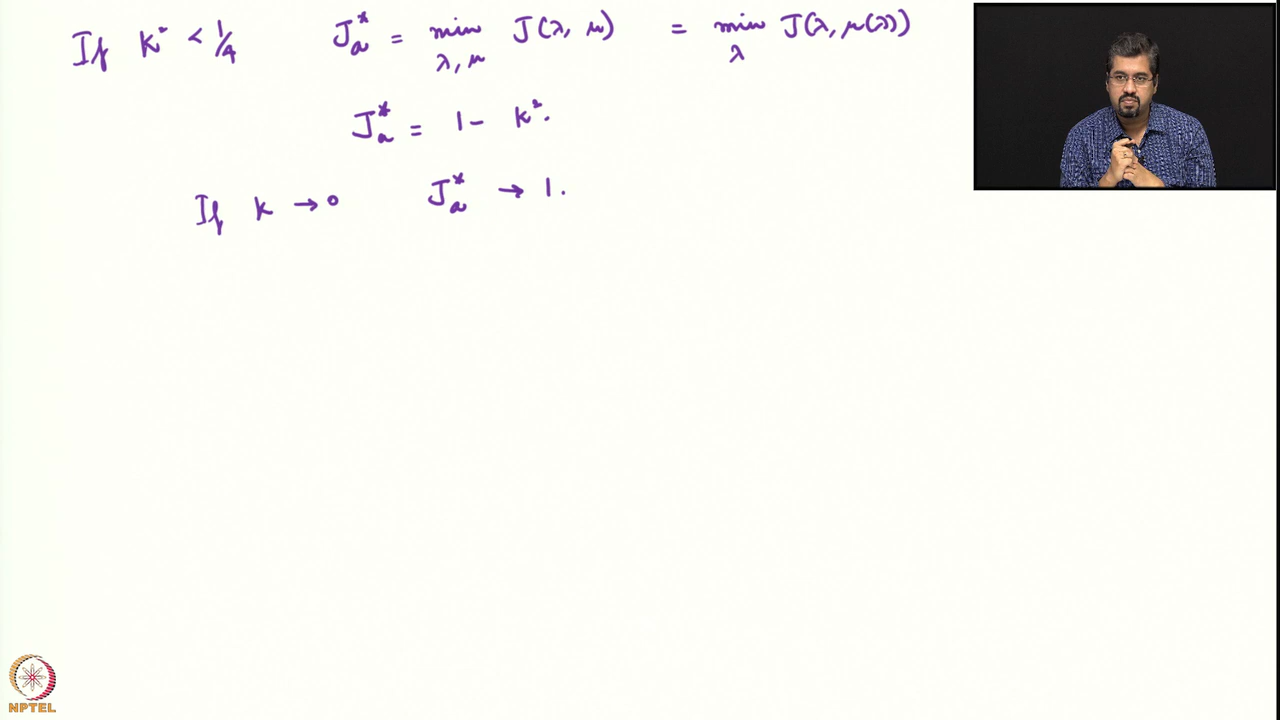 If k² < 1/4 J*ₐ = min J(λ, μ) = min J(λ, μ(λ))
λ, μ λ
J*ₐ = 1 - k².
If k → 0 J*ₐ → 1.
NPTEL